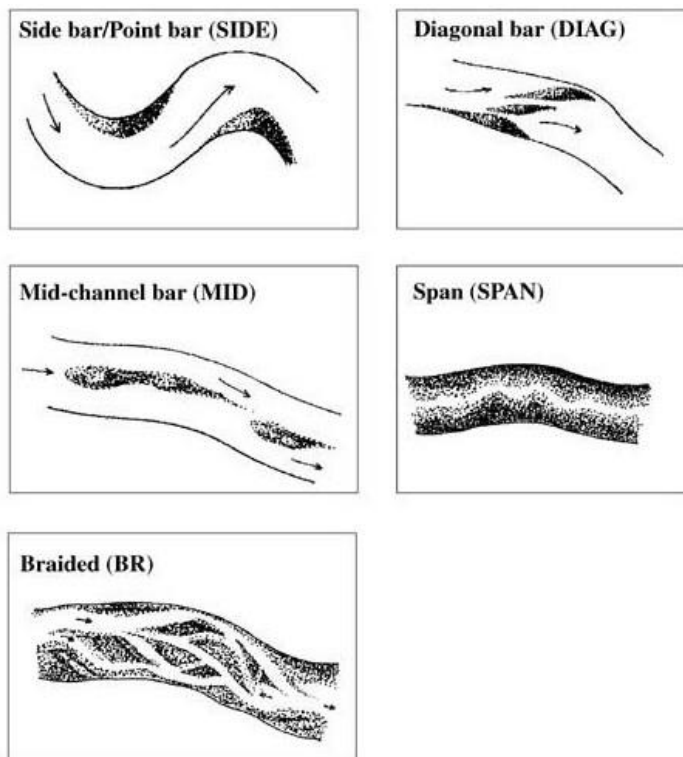 Side bar/Point bar (SIDE)
Diagonal bar (DIAG)
Mid-channel bar (MID)
Span (SPAN)
Braided (BR)